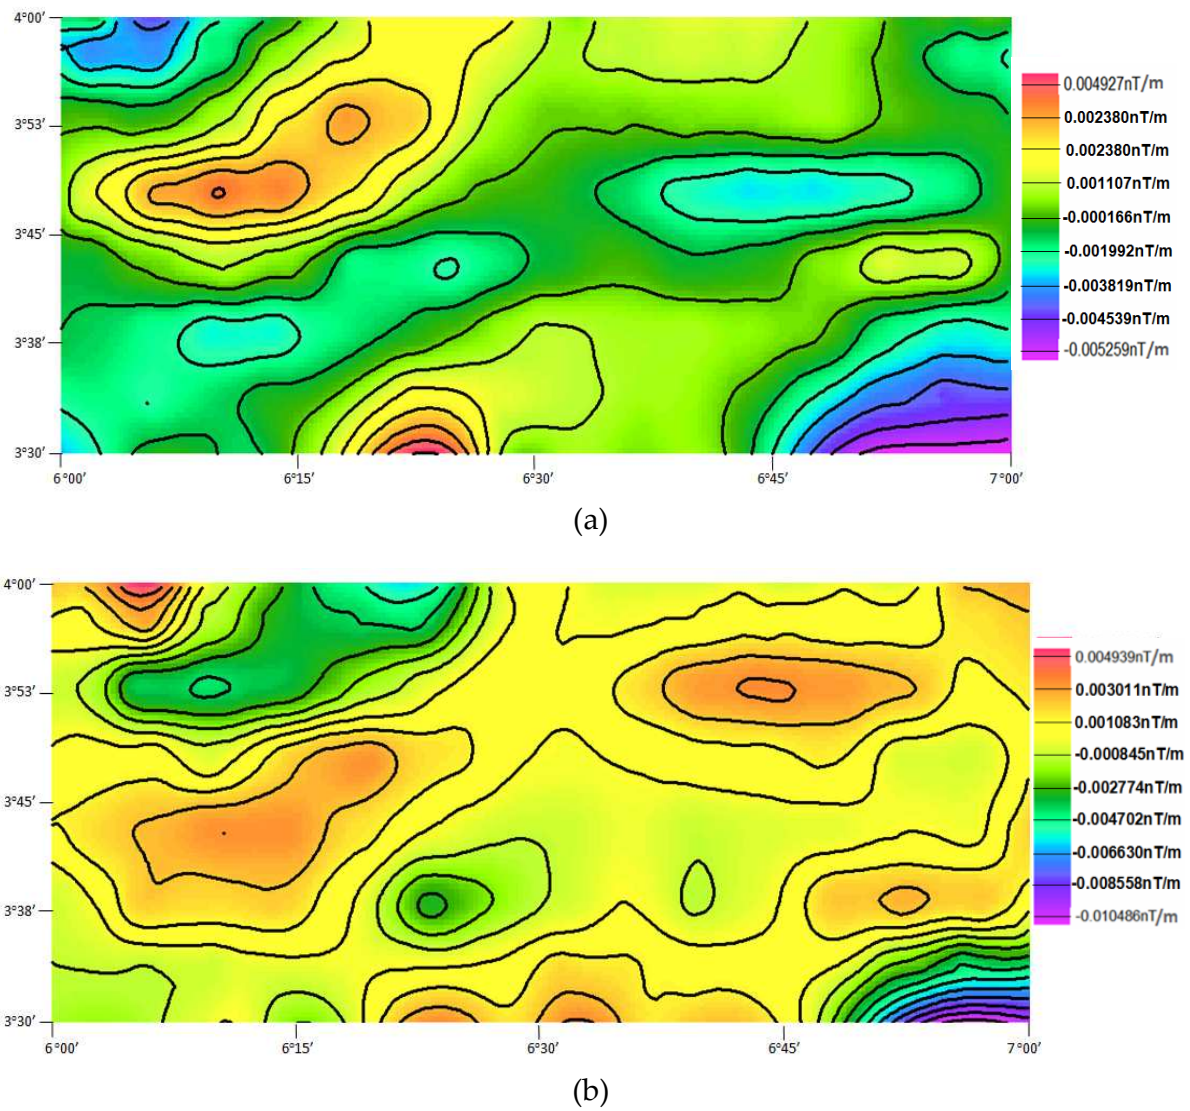 4°00′
3°53′
3°45′
3°38′
3°30′
6°00′
6°15′
6°30′
6°45′
7°00′
0.004927nT/m
0.002380nT/m
0.002380nT/m
0.001107nT/m
-0.000166nT/m
-0.001992nT/m
-0.003819nT/m
-0.004539nT/m
-0.005259nT/m
(a)
4°00′
3°53′
3°45′
3°38′
3°30′
6°00′
6°15′
6°30′
6°45′
7°00′
0.004939nT/m
0.003011nT/m
0.001083nT/m
-0.000845nT/m
-0.002774nT/m
-0.004702nT/m
-0.006630nT/m
-0.008558nT/m
-0.010486nT/m
(b)